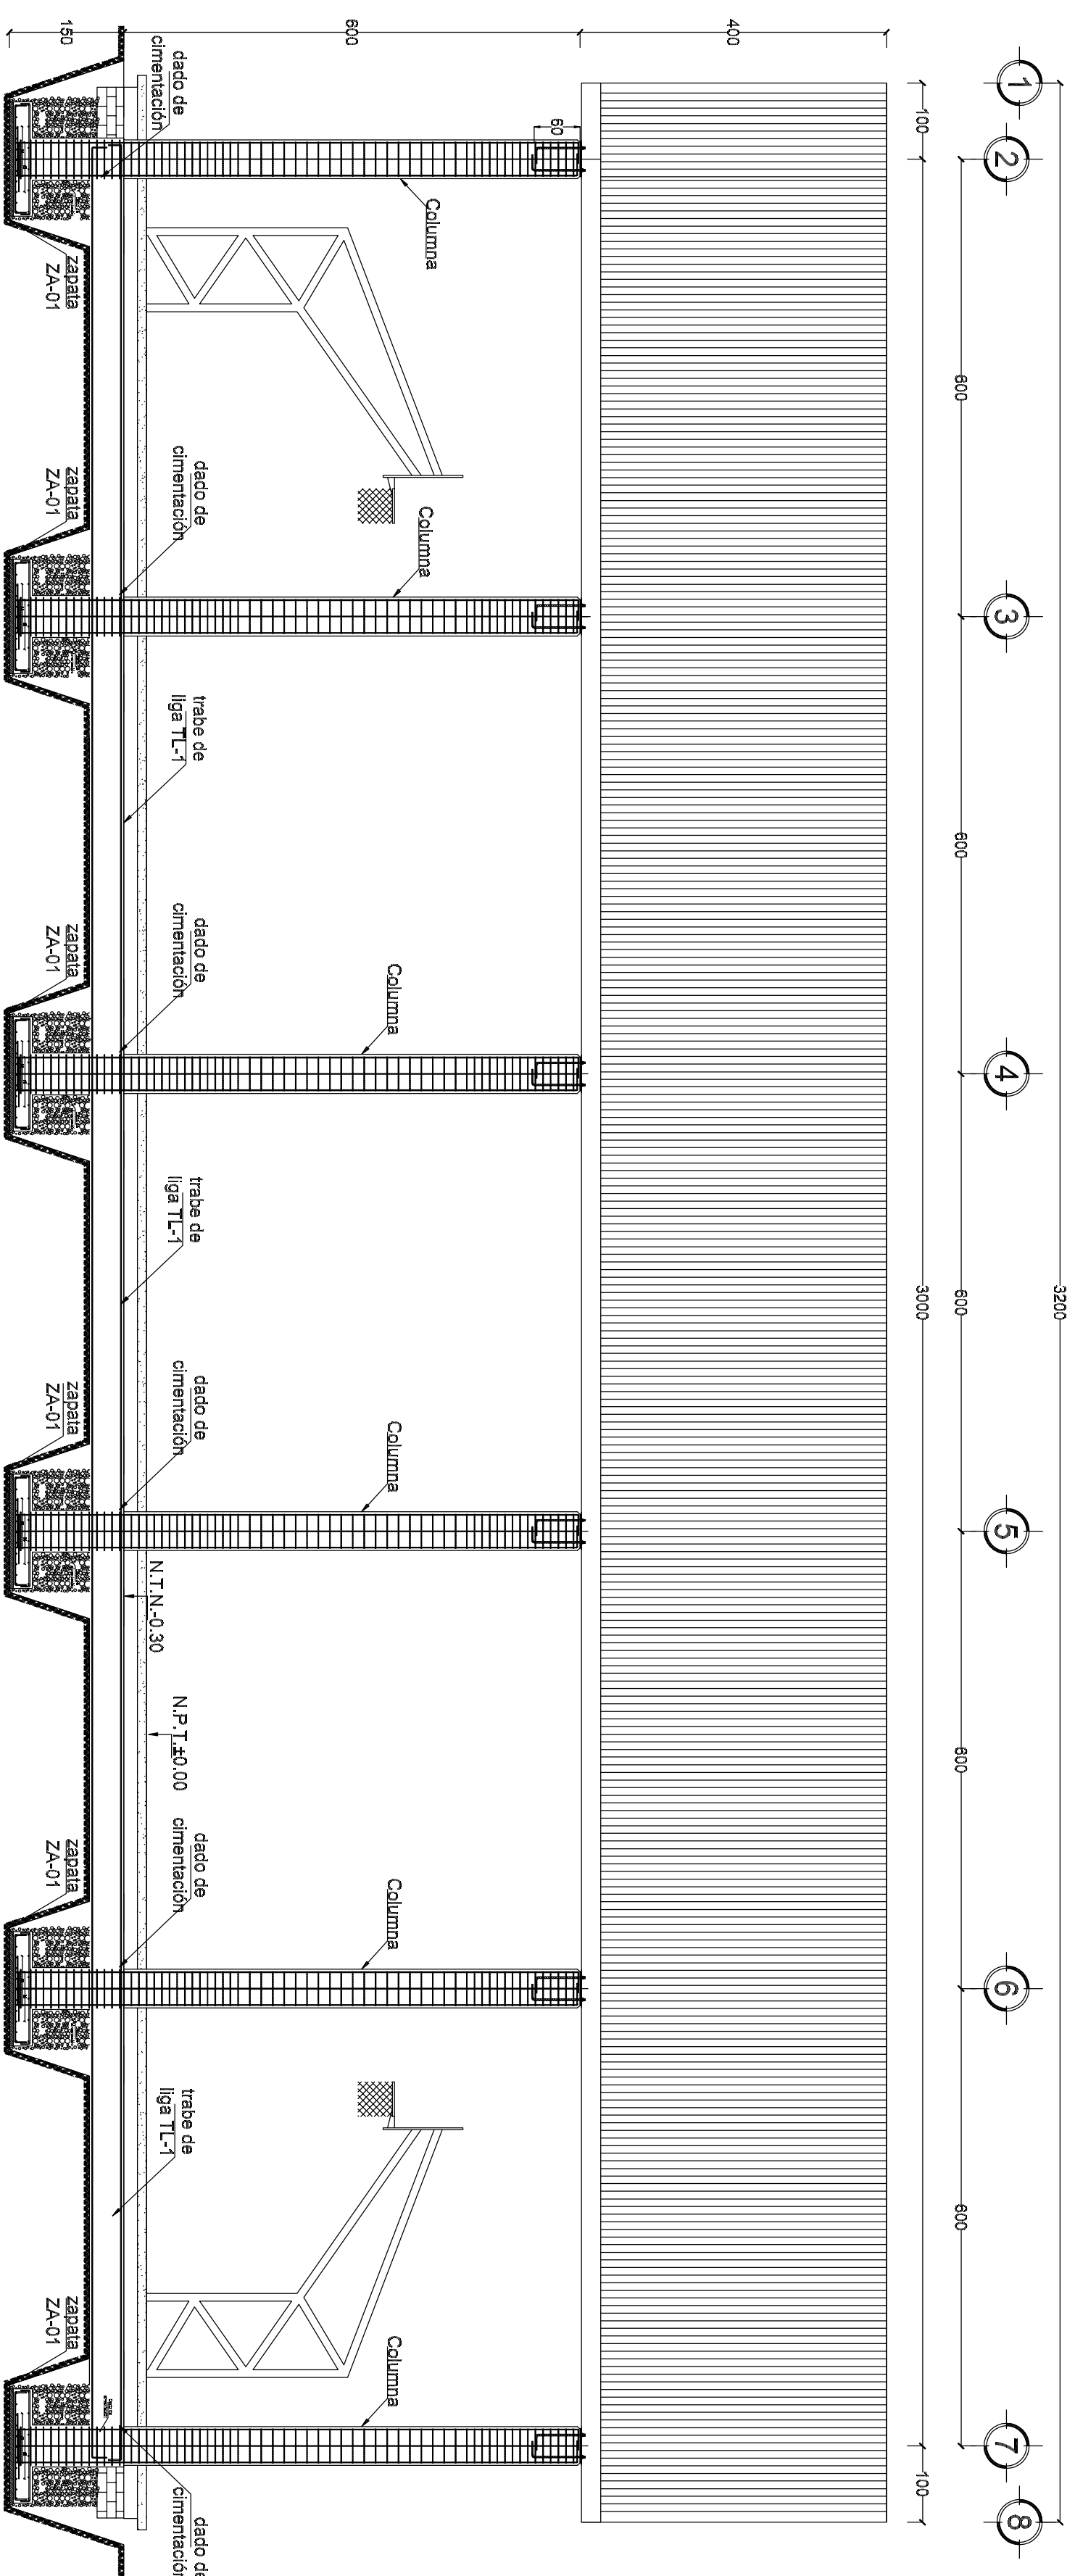 1
2
3
4
5
6
7
8
3200
100
3000
100
600
600
600
600
600
400
600
150
60
Columna
Columna
Columna
Columna
Columna
Columna
dado de
cimentación
dado de
cimentación
dado de
cimentación
dado de
cimentación
dado de
cimentación
dado de
cimentación
trabe de
liga TL-1
trabe de
liga TL-1
trabe de
liga TL-1
N.T.N.-0.30
N.P.T.±0.00
zapata
ZA-01
zapata
ZA-01
zapata
ZA-01
zapata
ZA-01
zapata
ZA-01
zapata
ZA-01